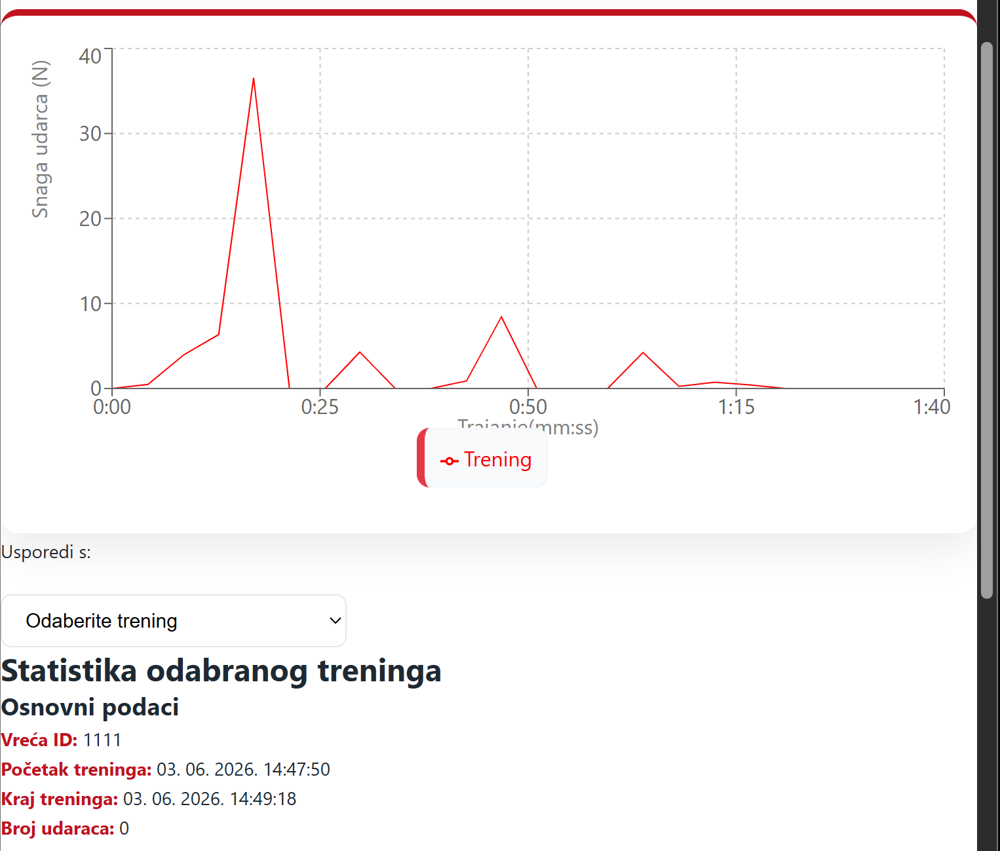 Snaga udarca (N)
40
30
20
10
0
0:00 0:25 0:50 1:15 1:40
Trajanje(mm:ss)
Trening
Usporedi s:
Odaberite trening
Statistika odabranog treninga
Osnovni podaci
Vreća ID: 1111
Početak treninga: 03. 06. 2026. 14:47:50
Kraj treninga: 03. 06. 2026. 14:49:18
Broj udaraca: 0